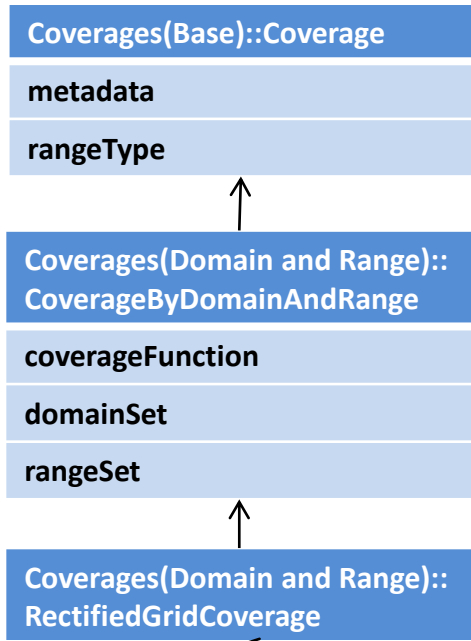 Coverages(Base)::Coverage
metadata
rangeType
Coverages(Domain and Range)::
CoverageByDomainAndRange
coverageFunction
domainSet
rangeSet
Coverages(Domain and Range)::
RectifiedGridCoverage